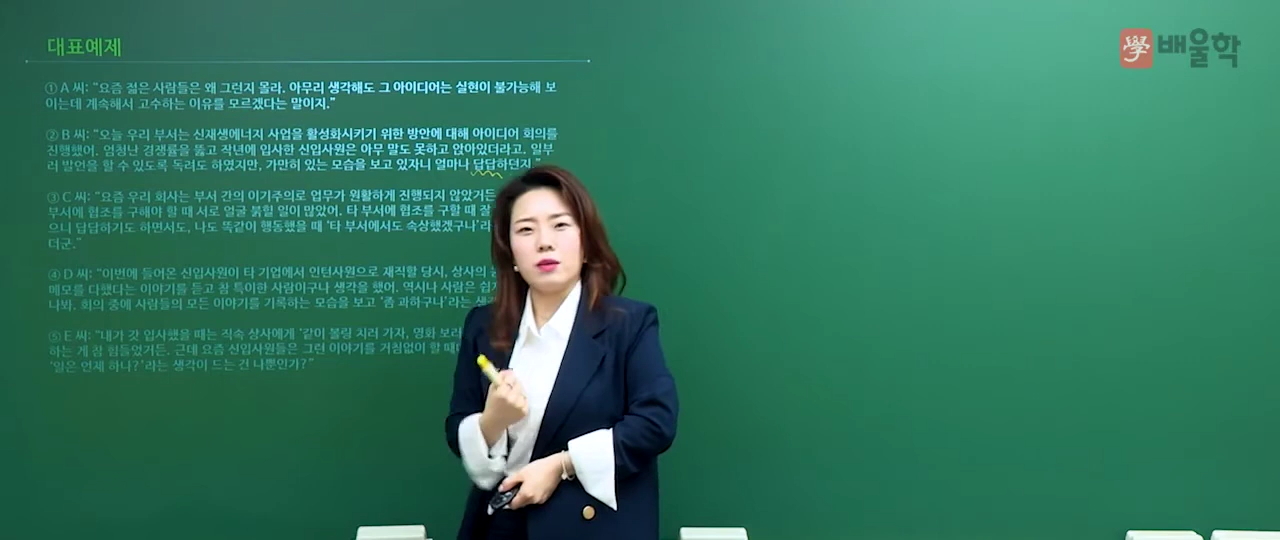 대표예제
學배울학
① A 씨: “요즘 젊은 사람들은 왜 그런지 몰라. 아무리 생각해도 그 아이디어는 실현이 불가능해 보
이는데 계속해서 고수하는 이유를 모르겠다는 말이지.”
② B 씨: “오늘 우리 부서는 신재생에너지 사업을 활성화시키기 위한 방안에 대해 아이디어 회의를
진행했어. 엄청난 경쟁률을 뚫고 작년에 입사한 신입사원은 아무 말도 못하고 앉아있더라고. 일부
러 발언을 할 수 있도록 독려도 하였지만, 가만히 있는 모습을 보고 있자니 얼마나 답답하던지.”
③ C 씨: “요즘 우리 회사는 부서 간의 이기주의로 업무가 원활하게 진행되지 않았거든
부서에 협조를 구해야 할 때 서로 얼굴 붉힐 일이 많았어. 타 부서에 협조를 구할 때 잘
으니 답답하기도 하면서도, 나도 똑같이 행동했을 때 ‘타 부서에서도 속상했겠구나’라
더군.”
④ D 씨: “이번에 들어온 신입사원이 타 기업에서 인턴사원으로 재직할 당시, 상사의
메모를 다했다는 이야기를 듣고 참 특이한 사람이구나 생각을 했어. 역시나 사람은 쉽게
나봐. 회의 중에 사람들의 모든 이야기를 기록하는 모습을 보고 ‘좀 과하구나’라는
⑤ E 씨: “내가 갓 입사했을 때는 직속 상사에게 ‘같이 볼링 치러 가자, 영화 보러
하는 게 참 힘들었거든. 근데 요즘 신입사원들은 그런 이야기를 거침없이 할 때
‘일은 언제 하나?’라는 생각이 드는 건 나뿐인가?”